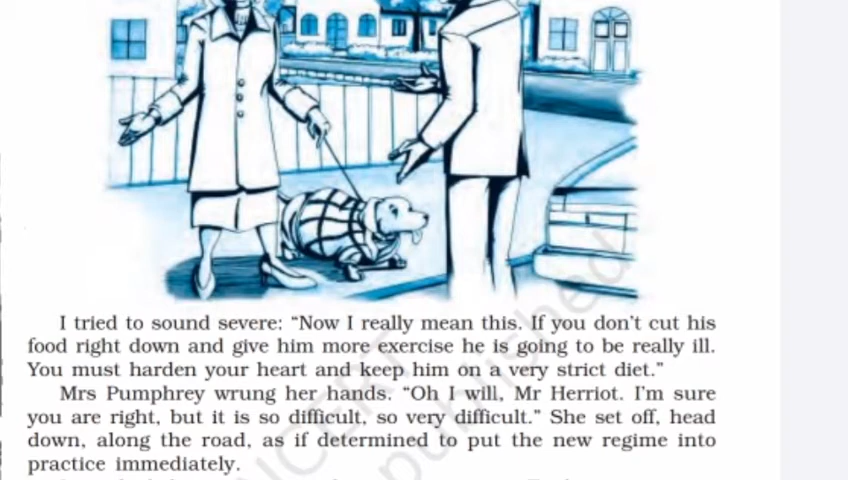 I tried to sound severe: “Now I really mean this. If you don’t cut his
food right down and give him more exercise he is going to be really ill.
You must harden your heart and keep him on a very strict diet.”
Mrs Pumphrey wrung her hands. “Oh I will, Mr Herriot. I’m sure
you are right, but it is so difficult, so very difficult.” She set off, head
down, along the road, as if determined to put the new regime into
practice immediately.
NCERT
published